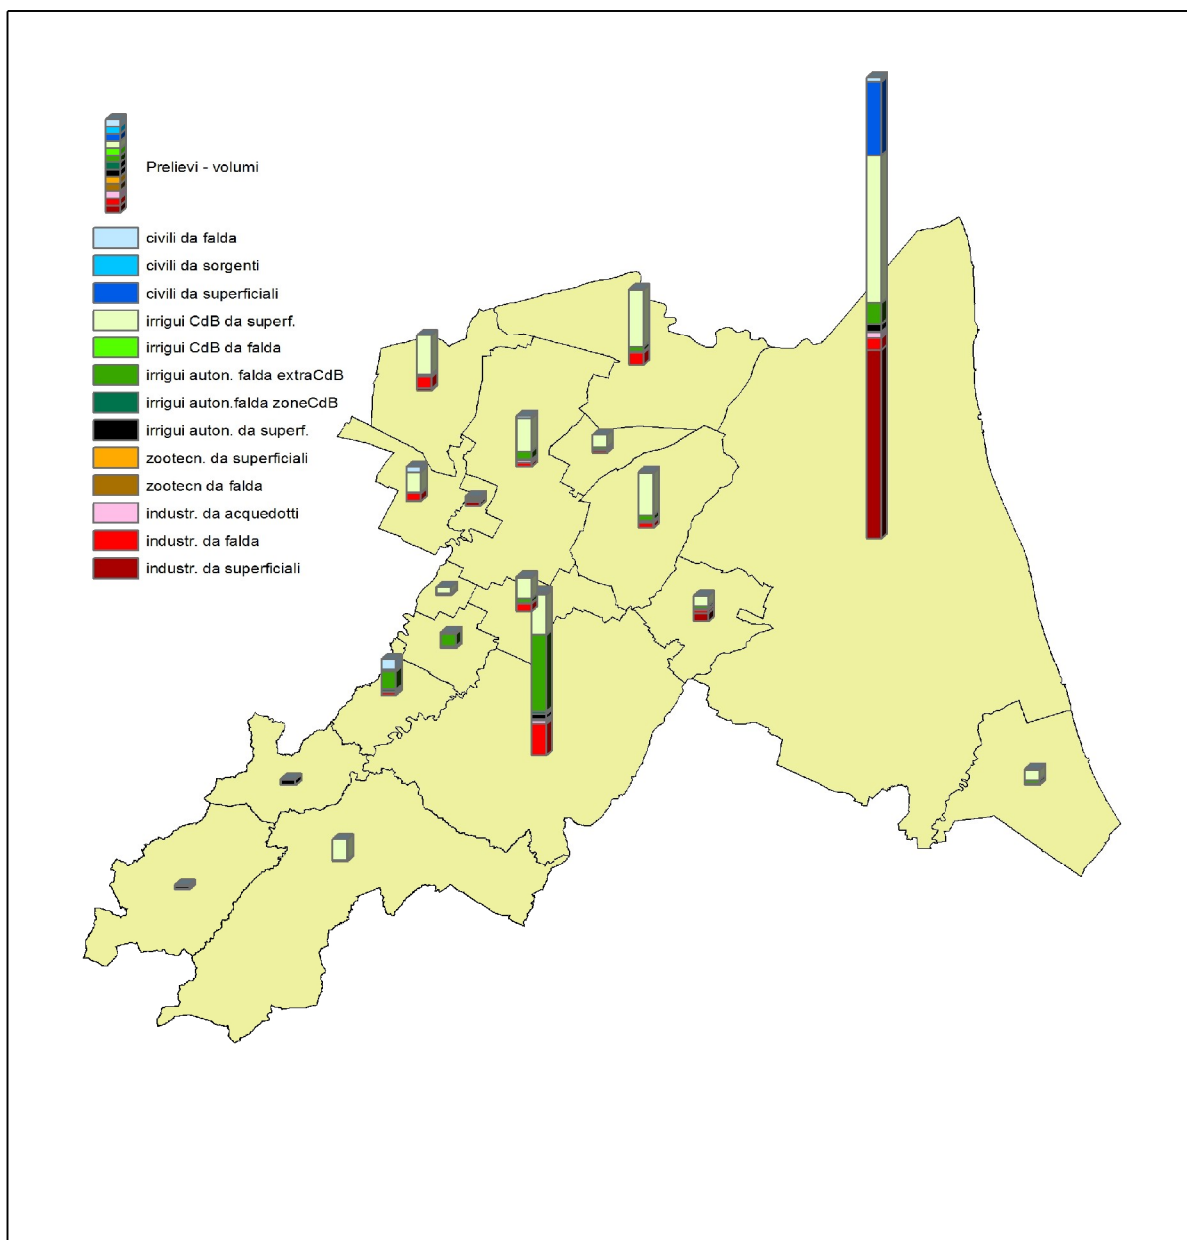 Prelievi - volumi
civili da falda
civili da sorgenti
civili da superficiali
irrigui CdB da superf.
irrigui CdB da falda
irrigui auton. falda extraCdB
irrigui auton.falda zoneCdB
irrigui auton. da superf.
zootecn. da superficiali
zootecn da falda
industr. da acquedotti
industr. da falda
industr. da superficiali